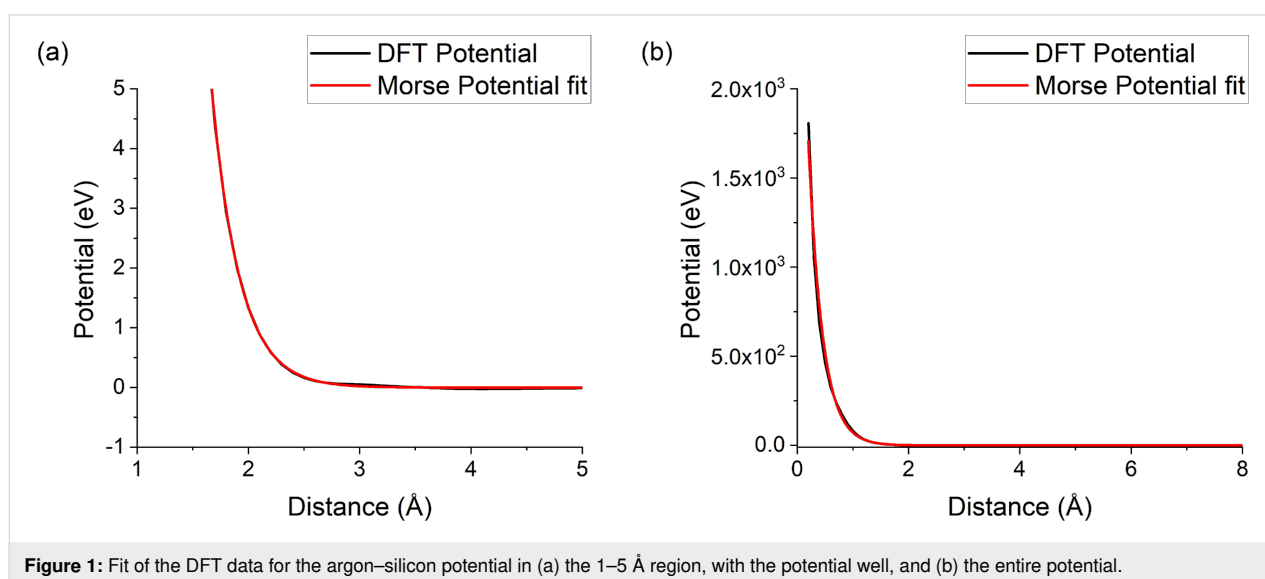 (a)
DFT Potential
Morse Potential fit
5
4
3
2
1
0
-1
Potential (eV)
1 2 3 4 5
Distance (Å)
(b)
DFT Potential
Morse Potential fit
2.0x10³
1.5x10³
1.0x10³
5.0x10²
0.0
Potential (eV)
0 2 4 6 8
Distance (Å)
Figure 1: Fit of the DFT data for the argon–silicon potential in (a) the 1–5 Å region, with the potential well, and (b) the entire potential.